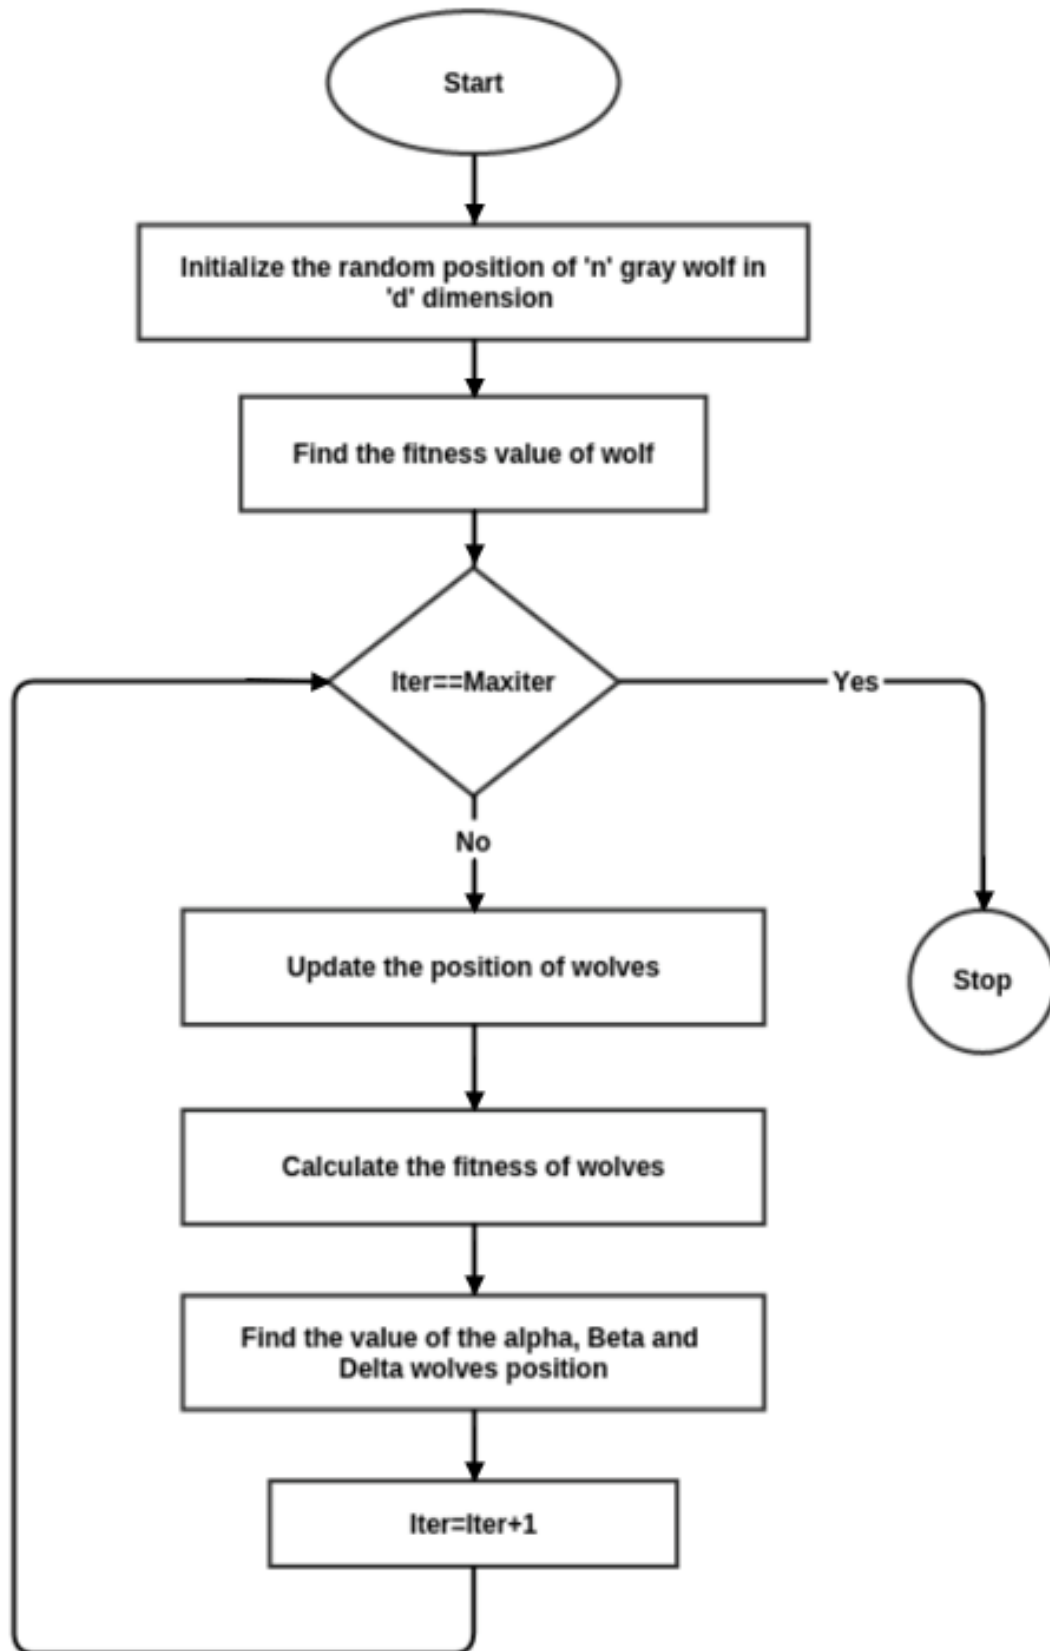 Start
Initialize the random position of 'n' gray wolf in
'd' dimension
Find the fitness value of wolf
Iter==Maxiter
Yes
No
Update the position of wolves
Stop
Calculate the fitness of wolves
Find the value of the alpha, Beta and
Delta wolves position
Iter=Iter+1